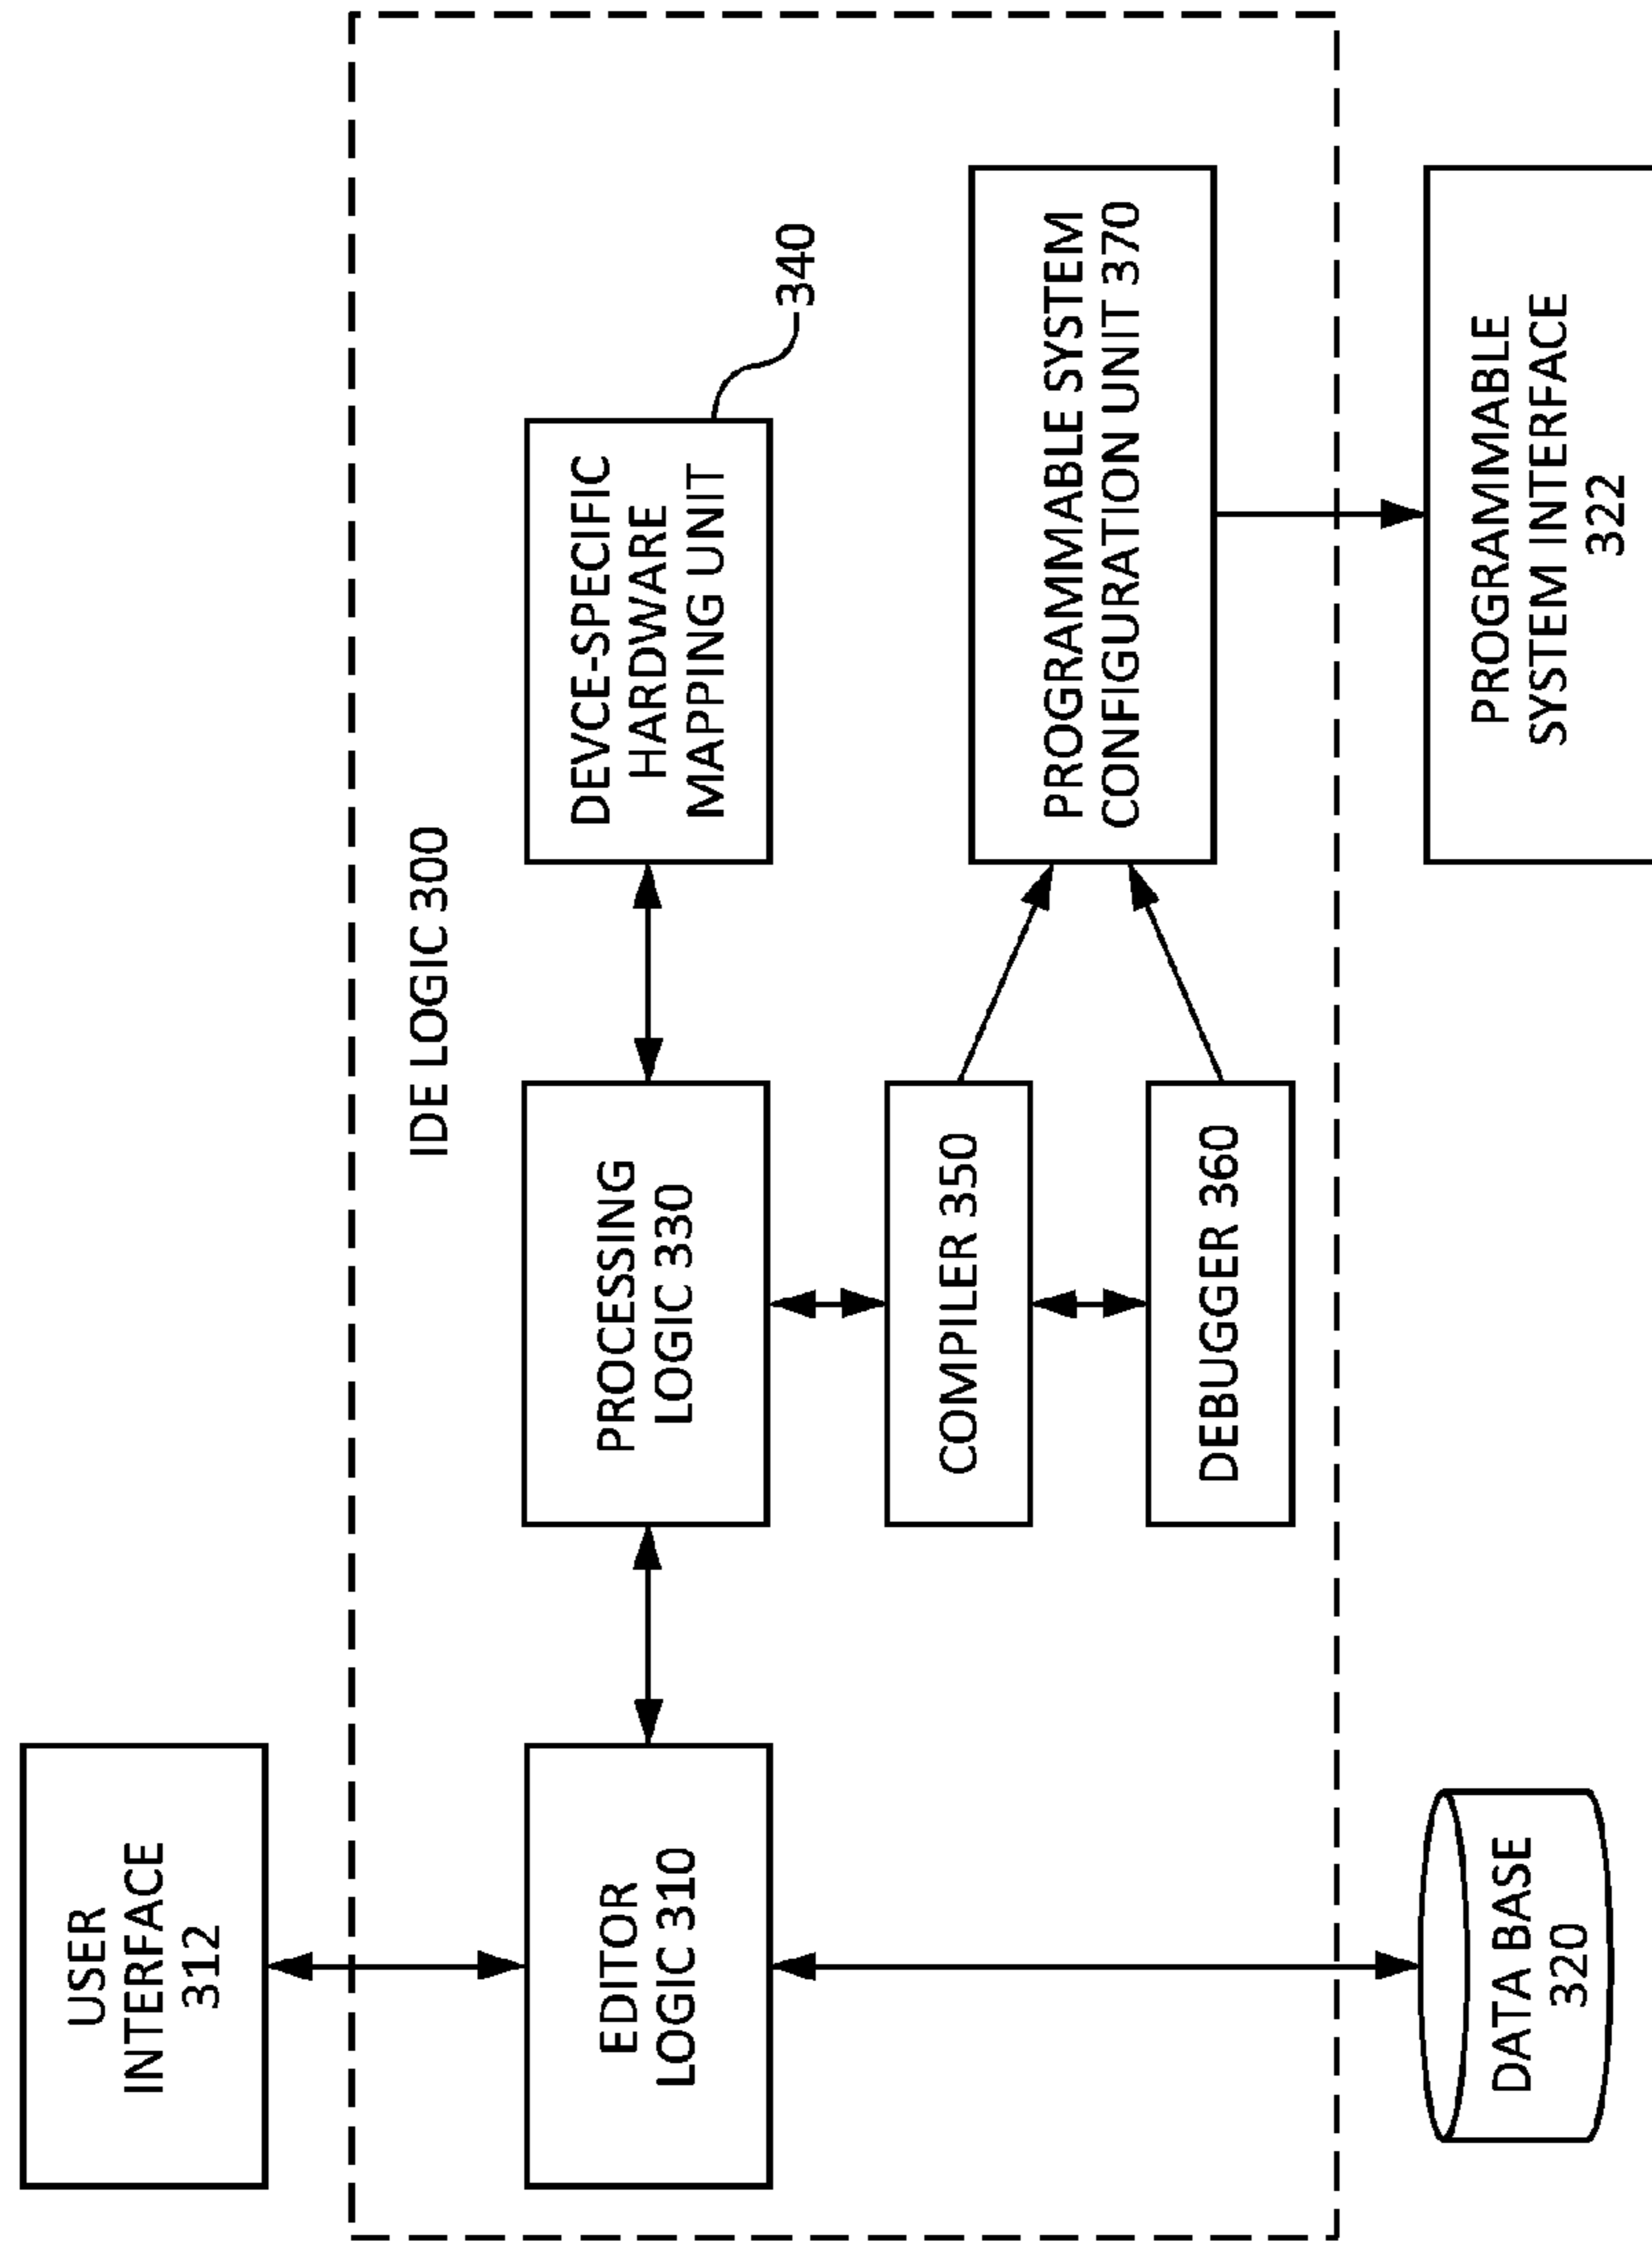 USER
INTERFACE
312
IDE LOGIC 300
EDITOR
LOGIC 310
PROCESSING
LOGIC 330
DEVCE-SPECIFIC
HARDWARE
MAPPING UNIT
340
COMPILER 350
DEBUGGER 360
PROGRAMMABLE SYSTEM
CONFIGURATION UNIT 370
DATA BASE
320
PROGRAMMABLE
SYSTEM INTERFACE
322